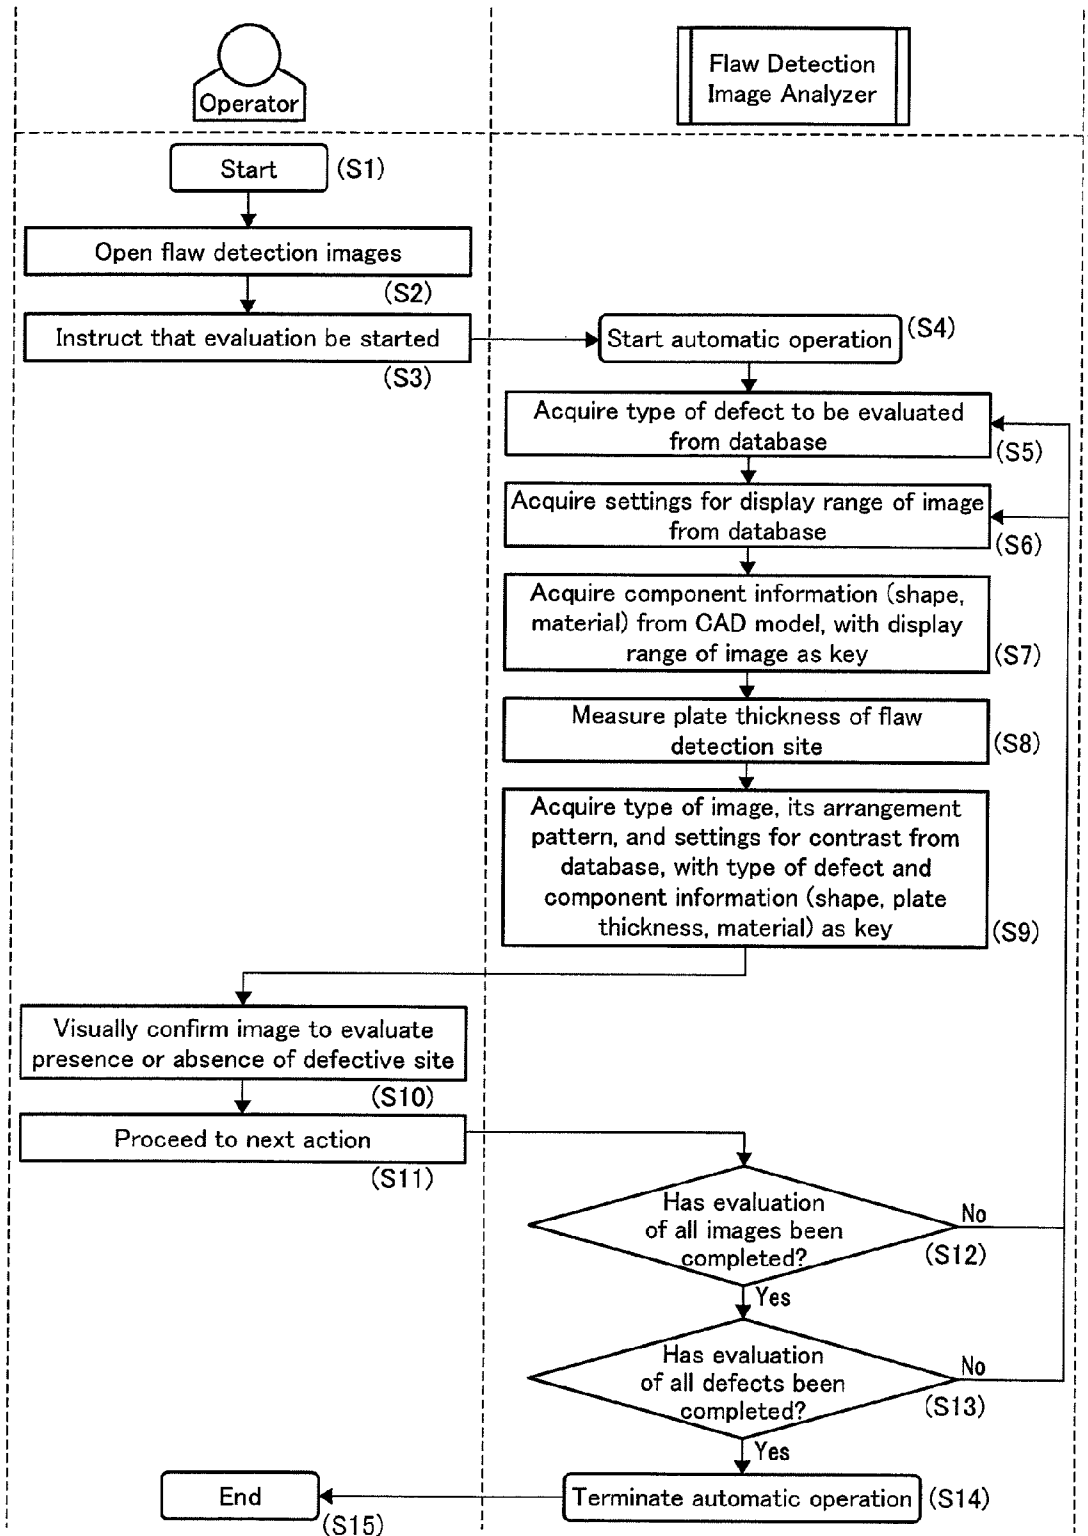 Operator
Flaw Detection
Image Analyzer
Start
(S1)
Open flaw detection images
(S2)
Instruct that evaluation be started
(S3)
Start automatic operation
(S4)
Acquire type of defect to be evaluated
from database
(S5)
Acquire settings for display range of image
from database
(S6)
Acquire component information (shape,
material) from CAD model, with display
range of image as key
(S7)
Measure plate thickness of flaw
detection site
(S8)
Acquire type of image, its arrangement
pattern, and settings for contrast from
database, with type of defect and
component information (shape, plate
thickness, material) as key
(S9)
Visually confirm image to evaluate
presence or absence of defective site
(S10)
Proceed to next action
(S11)
Has evaluation
of all images been
completed?
No
(S12)
Yes
Has evaluation
of all defects been
completed?
No
(S13)
Yes
Terminate automatic operation
(S14)
End
(S15)